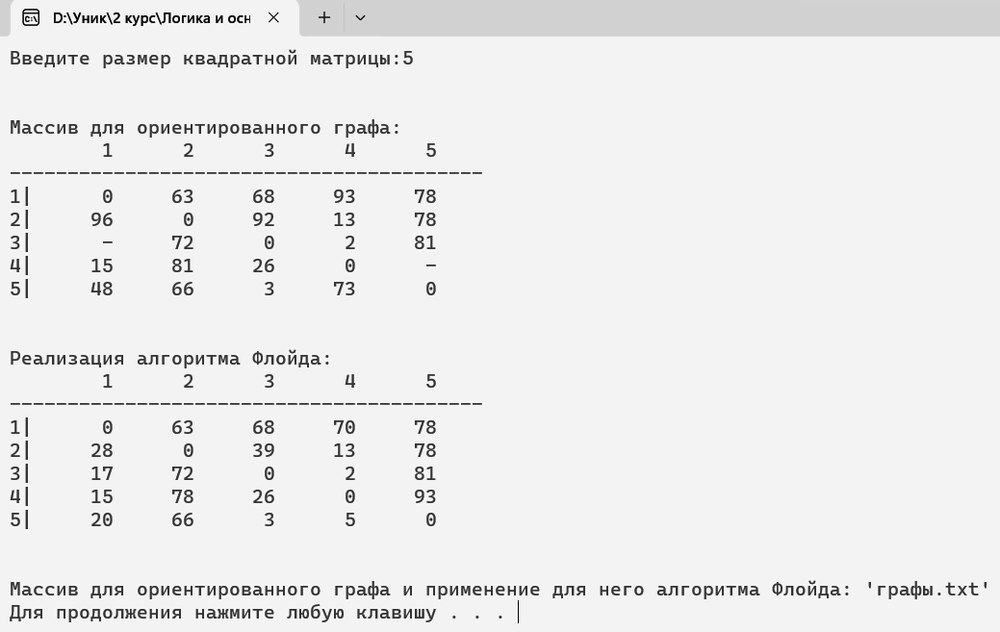 D:\Уник\2 курс\Логика и осн
Введите размер квадратной матрицы:5
Массив для ориентированного графа:
1 2 3 4 5
-----------------------------------------
1| 0 63 68 93 78
2| 96 0 92 13 78
3| - 72 0 2 81
4| 15 81 26 0 -
5| 48 66 3 73 0
Реализация алгоритма Флойда:
1 2 3 4 5
-----------------------------------------
1| 0 63 68 70 78
2| 28 0 39 13 78
3| 17 72 0 2 81
4| 15 78 26 0 93
5| 20 66 3 5 0
Массив для ориентированного графа и применение для него алгоритма Флойда: 'графы.txt'
Для продолжения нажмите любую клавишу . . .